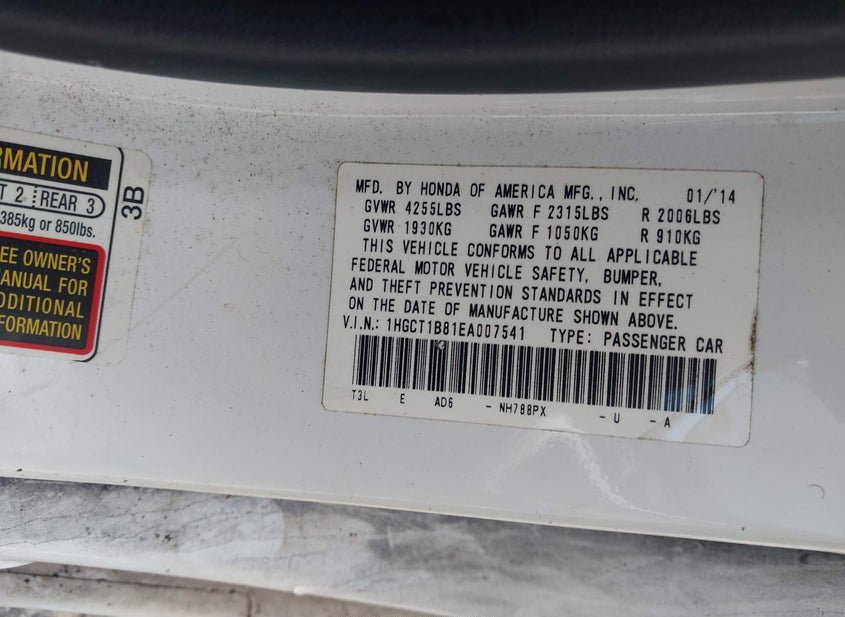 RMATION
T 2 REAR 3
385kg or 850lbs.
3B
EE OWNER'S
ANUAL FOR
DDITIONAL
FORMATION
MFD. BY HONDA OF AMERICA MFG., INC. 01/'14
GVWR 4255LBS GAWR F 2315LBS R 2006LBS
GVWR 1930KG GAWR F 1050KG R 910KG
THIS VEHICLE CONFORMS TO ALL APPLICABLE
FEDERAL MOTOR VEHICLE SAFETY, BUMPER,
AND THEFT PREVENTION STANDARDS IN EFFECT
ON THE DATE OF MANUFACTURE SHOWN ABOVE.
V.I.N.: 1HGCT1B81EA007541 TYPE: PASSENGER CAR
T3L E AD6 - NH788PX - U - A